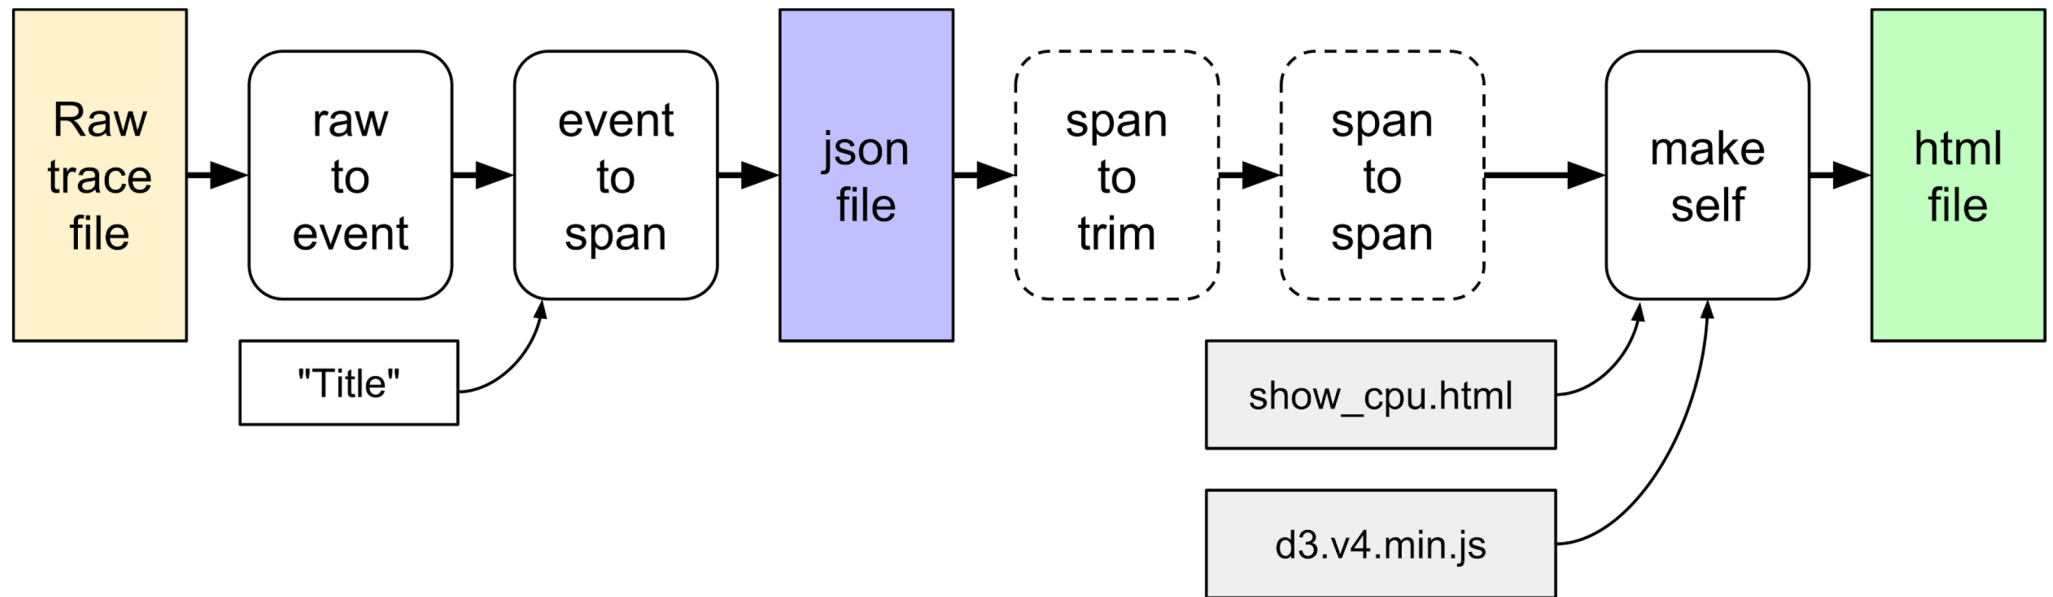 Raw
trace
file
raw
to
event
event
to
span
json
file
span
to
trim
span
to
span
make
self
html
file
"Title"
show_cpu.html
d3.v4.min.js